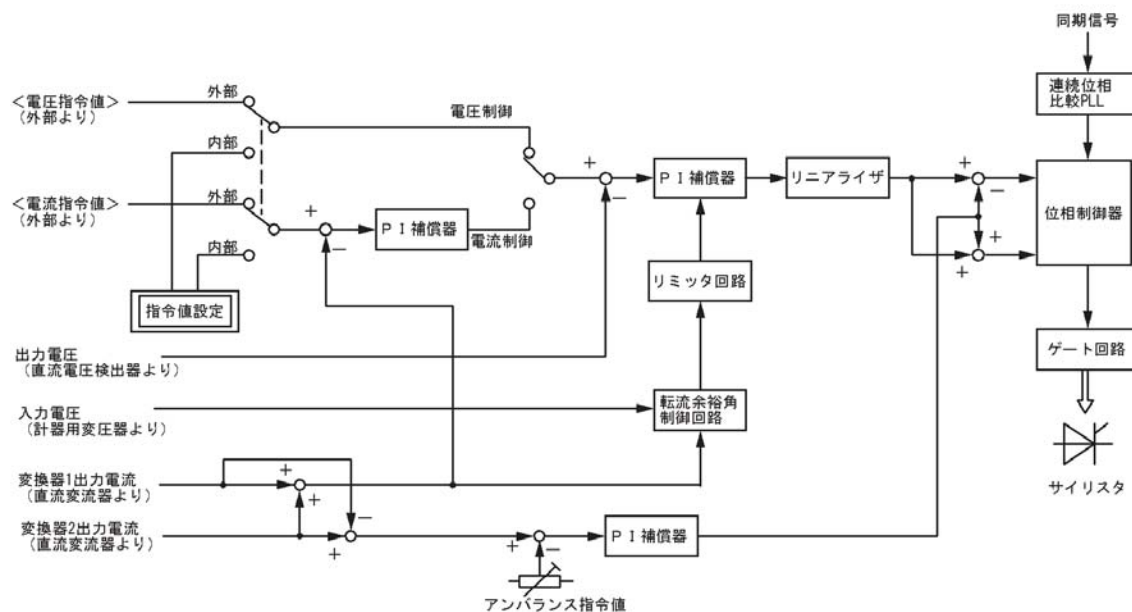 同期信号
連続位相
比較PLL
<電圧指令値>
(外部より)
外部
電圧制御
内部
<電流指令値>
(外部より)
外部
内部
指令値設定
+
-
PI補償器
電流制御
+
-
PI補償器
リニアライザ
+
-
+
+
位相制御器
リミッタ回路
ゲート回路
出力電圧
(直流電圧検出器より)
入力電圧
(計器用変圧器より)
転流余裕角
制御回路
サイリスタ
変換器1出力電流
(直流変流器より)
+
+
-
変換器2出力電流
(直流変流器より)
+
+
-
PI補償器
アンバランス指令値